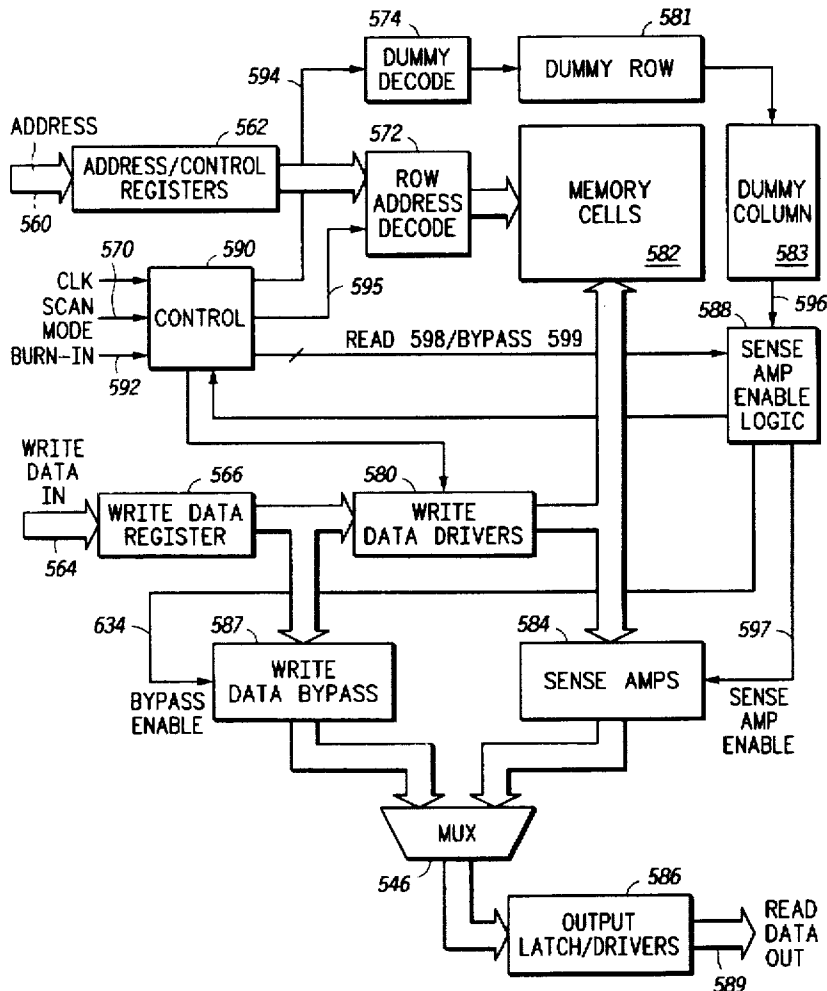 574
581
594
DUMMY
DECODE
DUMMY ROW
ADDRESS
562
572
ADDRESS/CONTROL
REGISTERS
560
ROW
ADDRESS
DECODE
MEMORY
CELLS
582
DUMMY
COLUMN
583
570
590
CLK
SCAN
MODE
BURN-IN
592
CONTROL
595
READ 598/BYPASS 599
588
596
SENSE
AMP
ENABLE
LOGIC
WRITE
DATA
IN
564
566
WRITE DATA
REGISTER
580
WRITE
DATA DRIVERS
634
587
WRITE
DATA BYPASS
BYPASS
ENABLE
584
SENSE AMPS
597
SENSE
AMP
ENABLE
MUX
546
586
OUTPUT
LATCH/DRIVERS
READ
DATA
OUT
589